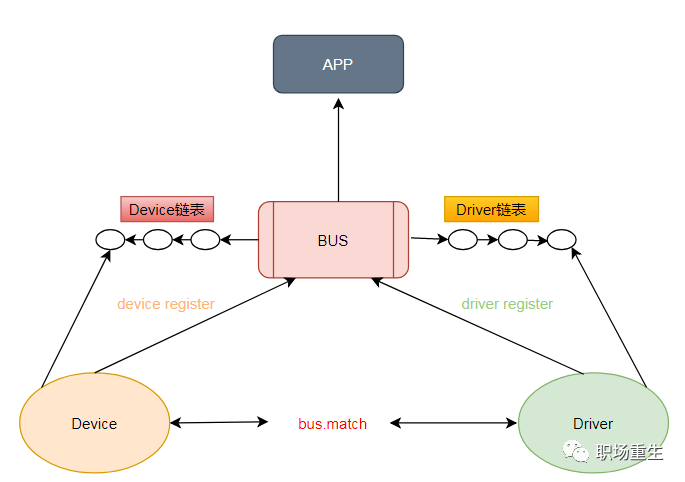 APP
Device链表
Driver链表
BUS
device register
driver register
Device
bus.match
Driver
职场重生